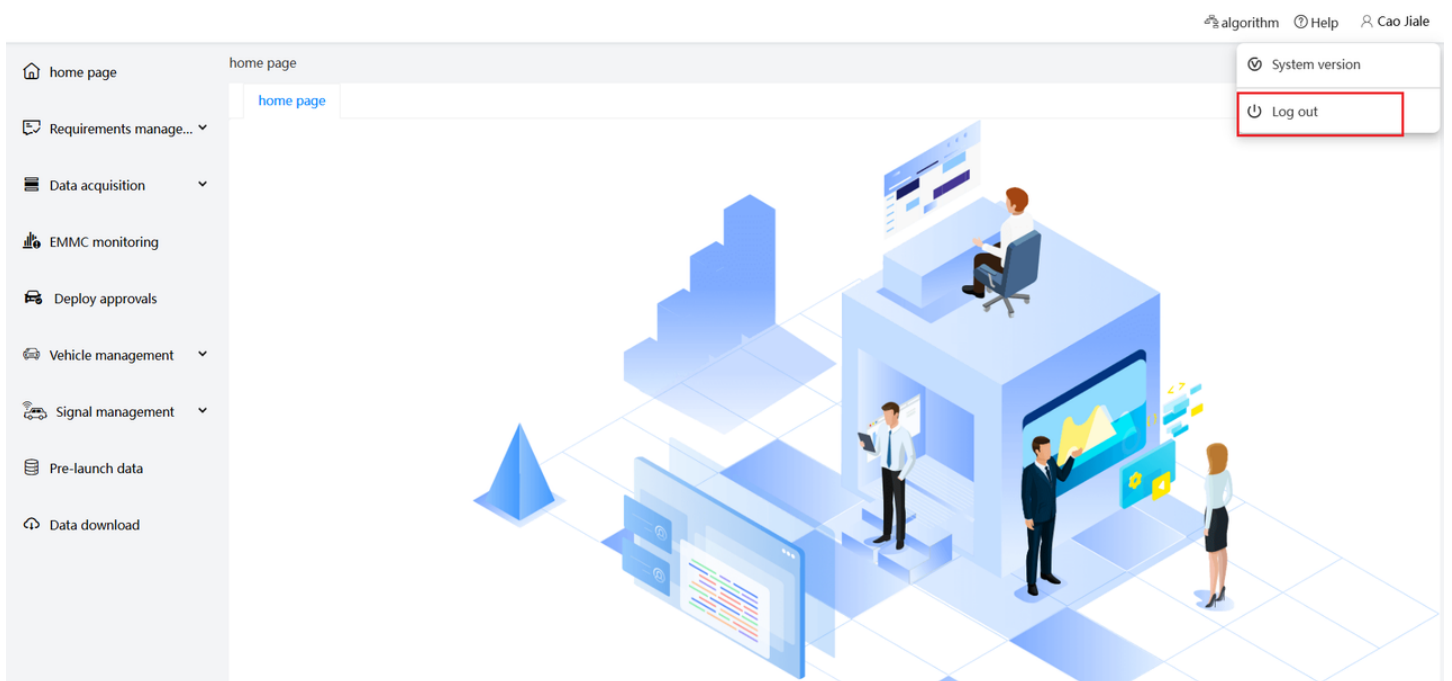 algorithm Help Cao Jiale
home page
Requirements manage...
Data acquisition
EMMC monitoring
Deploy approvals
Vehicle management
Signal management
Pre-launch data
Data download
home page
home page
System version
Log out